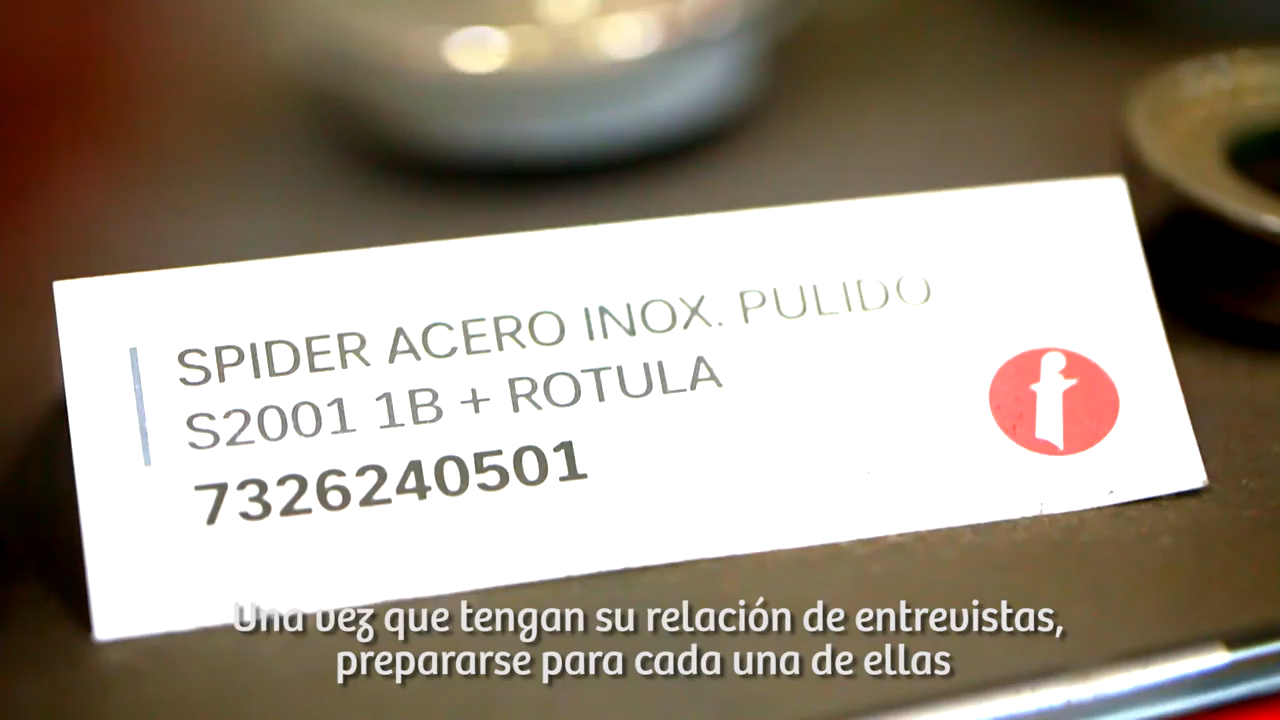 SPIDER ACERO INOX. PULIDO
S2001 1B + ROTULA
7326240501
Una vez que tengan su relación de entrevistas,
prepararse para cada una de ellas